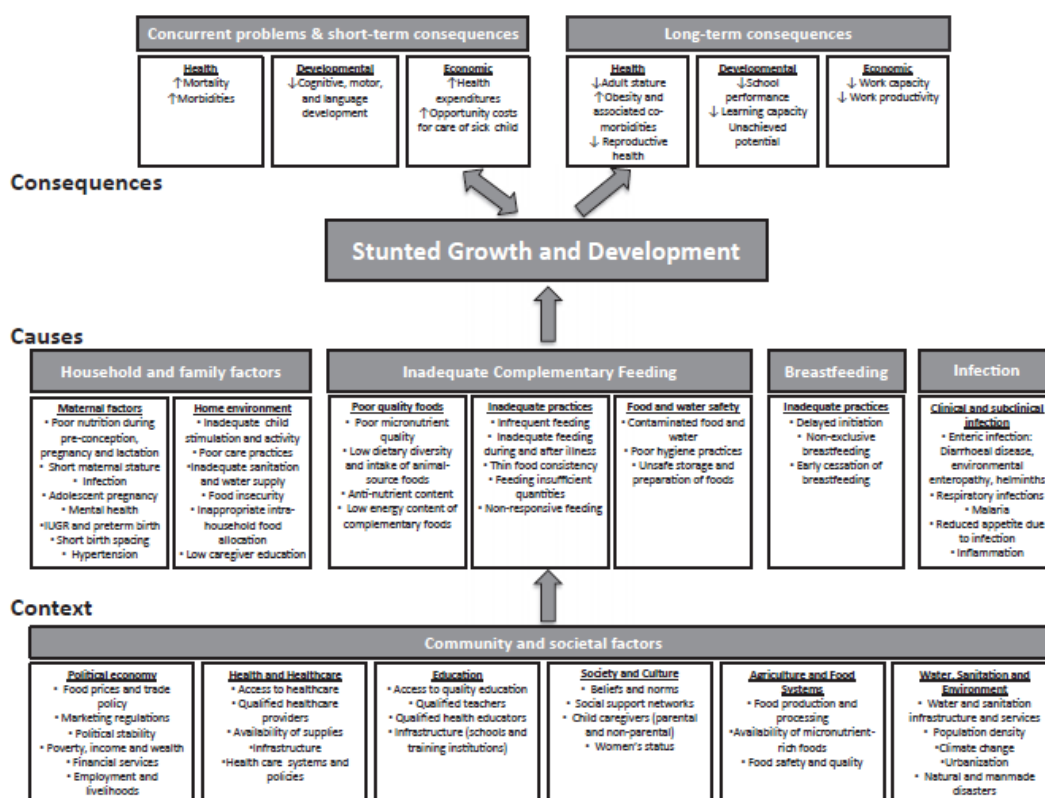 Concurrent problems & short-term consequences
Long-term consequences
Health
↑Mortality
↑Morbidities
Developmental
↓Cognitive, motor,
and language
development
Economic
↑Health
expenditures
↑Opportunity costs
for care of sick child
Health
↓Adult stature
↑Obesity and
associated co-
morbidities
↓ Reproductive
health
Developmental
↓School
performance
↓ Learning capacity
Unachieved
potential
Economic
↓ Work capacity
↓ Work productivity
Consequences
Stunted Growth and Development
Causes
Household and family factors
Maternal factors
• Poor nutrition during
pre-conception,
pregnancy and lactation
• Short maternal stature
• Infection
• Adolescent pregnancy
• Mental health
•IUGR and preterm birth
• Short birth spacing
• Hypertension
Home environment
• Inadequate child
stimulation and activity
• Poor care practices
•Inadequate sanitation
and water supply
• Food insecurity
• Inappropriate intra-
household food
allocation
• Low caregiver education
Inadequate Complementary Feeding
Poor quality foods
• Poor micronutrient
quality
• Low dietary diversity
and intake of animal-
source foods
• Anti-nutrient content
• Low energy content of
complementary foods
Inadequate practices
• Infrequent feeding
• Inadequate feeding
during and after illness
• Thin food consistency
• Feeding insufficient
quantities
• Non-responsive feeding
Food and water safety
• Contaminated food and
water
• Poor hygiene practices
• Unsafe storage and
preparation of foods
Breastfeeding
Inadequate practices
• Delayed initiation
• Non-exclusive
breastfeeding
• Early cessation of
breastfeeding
Infection
Clinical and subclinical
infection
• Enteric infection:
Diarrhoeal disease,
environmental
enteropathy, helminths
• Respiratory infections
• Malaria
• Reduced appetite due
to infection
• Inflammation
Context
Community and societal factors
Political economy
• Food prices and trade
policy
• Marketing regulations
• Political stability
• Poverty, income and wealth
• Financial services
• Employment and
livelihoods
Health and Healthcare
• Access to healthcare
• Qualified healthcare
providers
• Availability of supplies
•Infrastructure
•Health care systems and
policies
Education
• Access to quality education
• Qualified teachers
• Qualified health educators
• Infrastructure (schools and
training institutions)
Society and Culture
• Beliefs and norms
• Social support networks
• Child caregivers (parental
and non-parental)
• Women's status
Agriculture and Food
Systems
• Food production and
processing
•Availability of micronutrient-
rich foods
• Food safety and quality
Water, Sanitation and
Environment
• Water and sanitation
infrastructure and services
• Population density
•Climate change
•Urbanization
• Natural and manmade
disasters